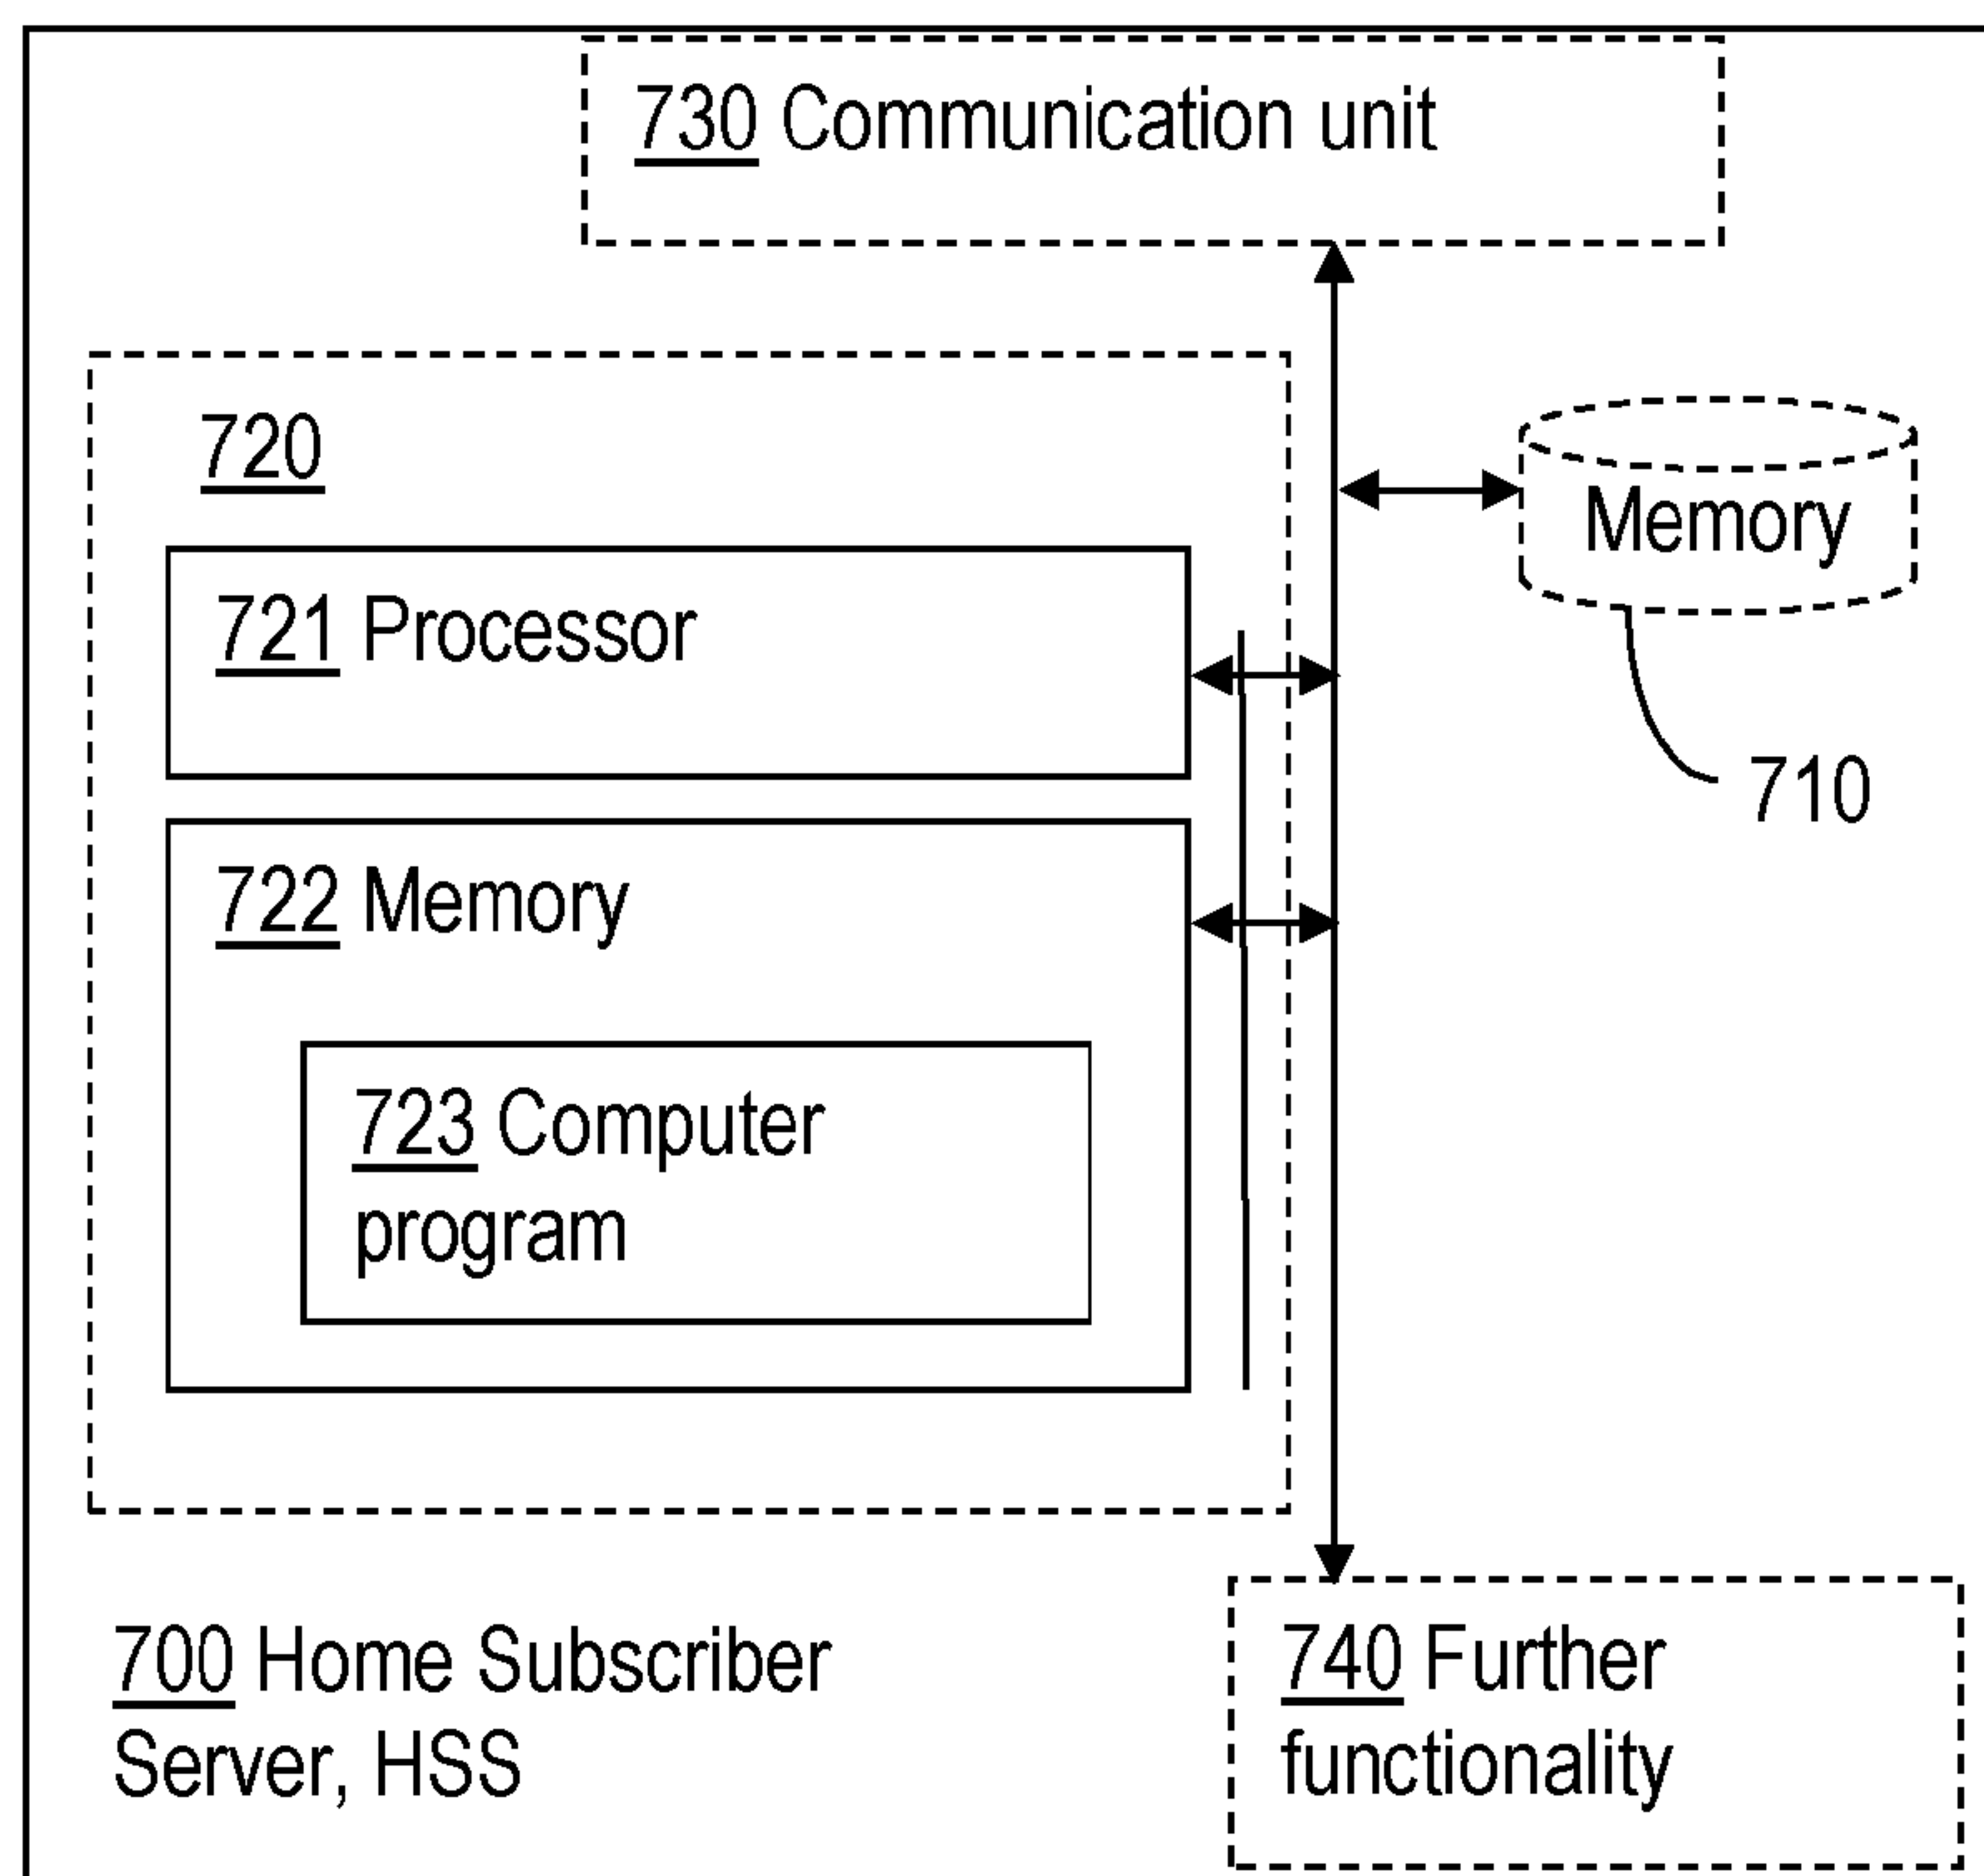 730 Communication unit
720
Memory
721 Processor
710
722 Memory
723 Computer
program
700 Home Subscriber
Server, HSS
740 Further
functionality